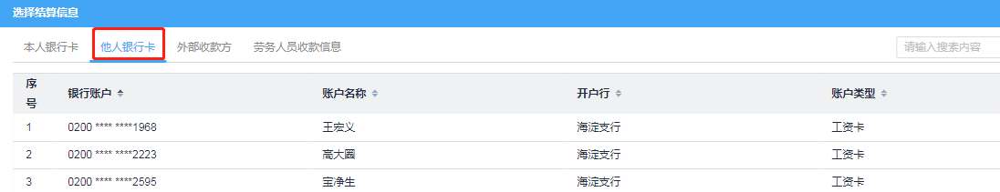 选择结算信息
本人银行卡 他人银行卡 外部收款方 劳务人员收款信息 请输入搜索内容
序号 银行账户 账户名称 开户行 账户类型
1 0200 **** ****1968 王宏义 海淀支行 工资卡
2 0200 **** ****2223 高大圈 海淀支行 工资卡
3 0200 **** ****2595 宝净生 海淀支行 工资卡